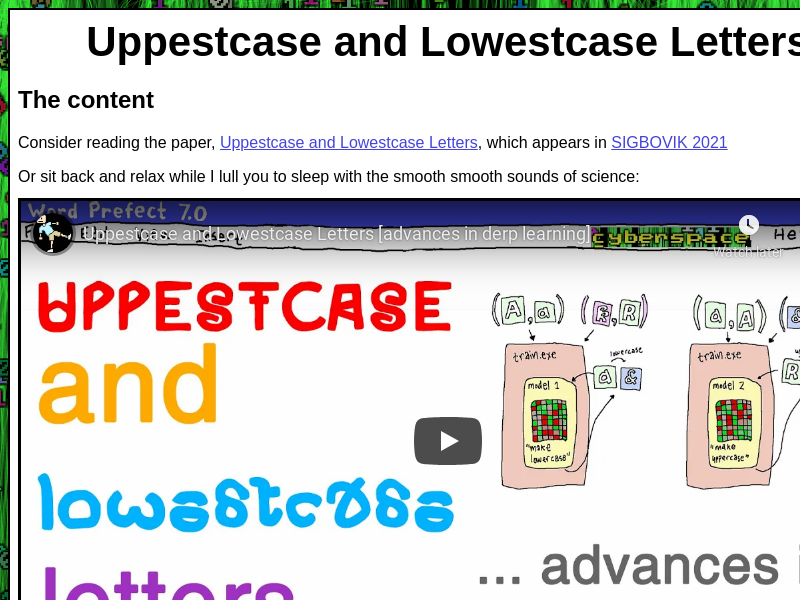 Uppestcase and Lowestcase Letters
The content
Consider reading the paper, Uppestcase and Lowestcase Letters, which appears in SIGBOVIK 2021
Or sit back and relax while I lull you to sleep with the smooth smooth sounds of science:
Word Prefect 7.0
Uppestcase and Lowestcase Letters [advances in derp learning]
cyberspace
He
Watch later
UPPESTCASE
and
lowestcase
letters
(A,a) (R,R) (a,A) (&
train.exe lowercase train.exe
model 1 a & model 2 R
"make lowercase" "make uppercase"
... advances i